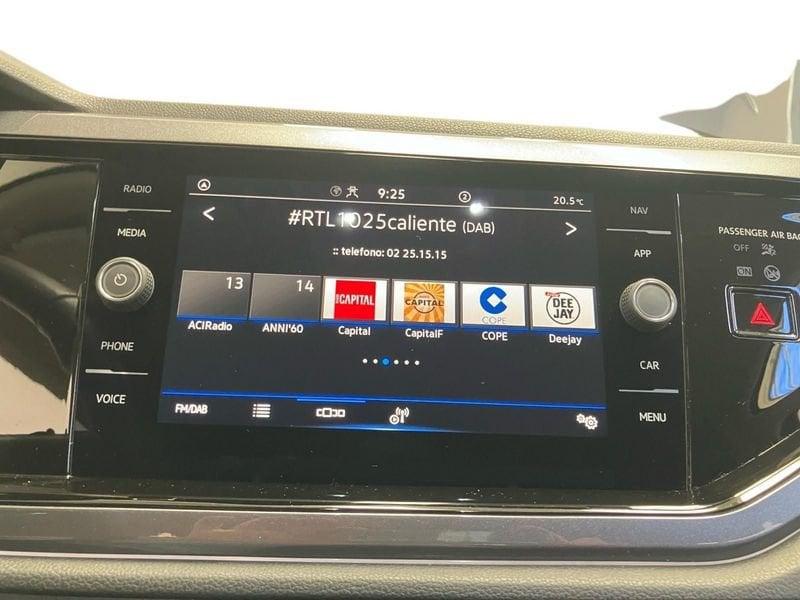 RADIO
MEDIA
PHONE
VOICE
9:25
2
20.5°C
< #RTL1025caliente (DAB) >
:: telefono: 02 25.15.15
13
14
CAPITAL
CAPITAL
COPE
DEE JAY
ACIRadio
ANNI'60
Capital
CapitalF
COPE
Deejay
FM/DAB
NAV
APP
CAR
MENU
PASSENGER AIR BAG
OFF
ON